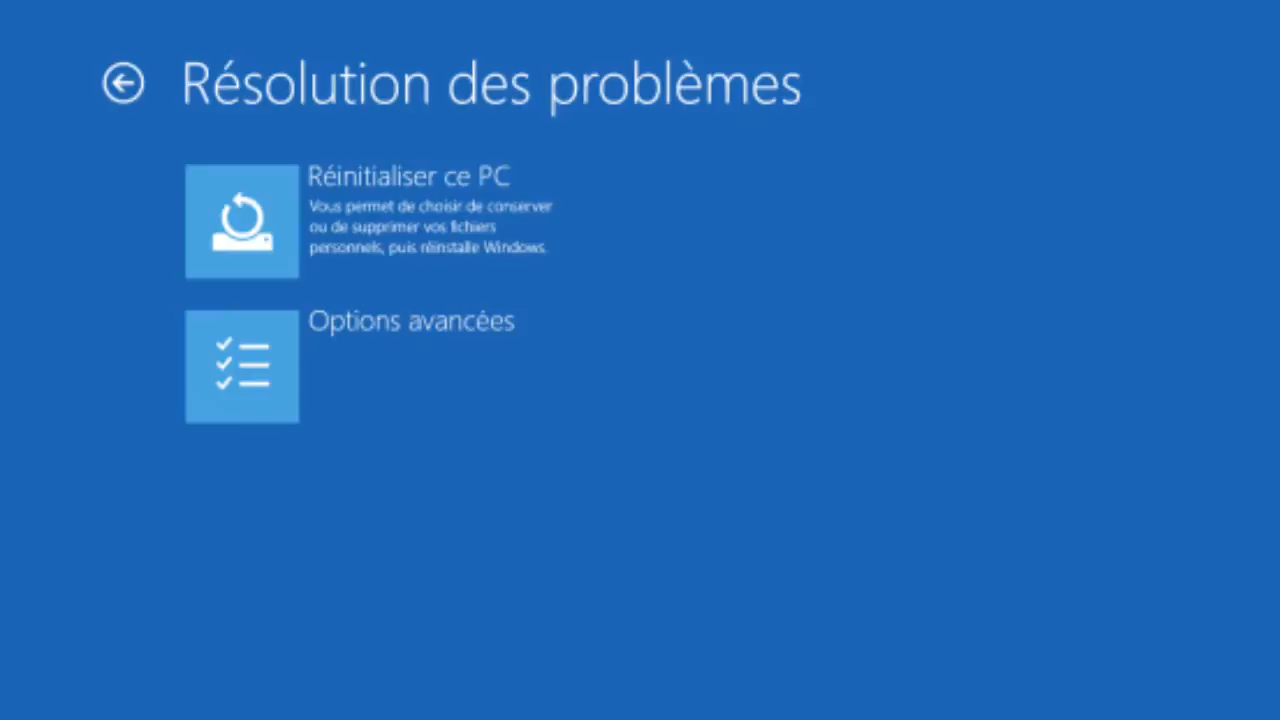 Résolution des problèmes
Réinitialiser ce PC
Vous permet de choisir de conserver
ou de supprimer vos fichiers
personnels, puis réinstalle Windows.
Options avancées